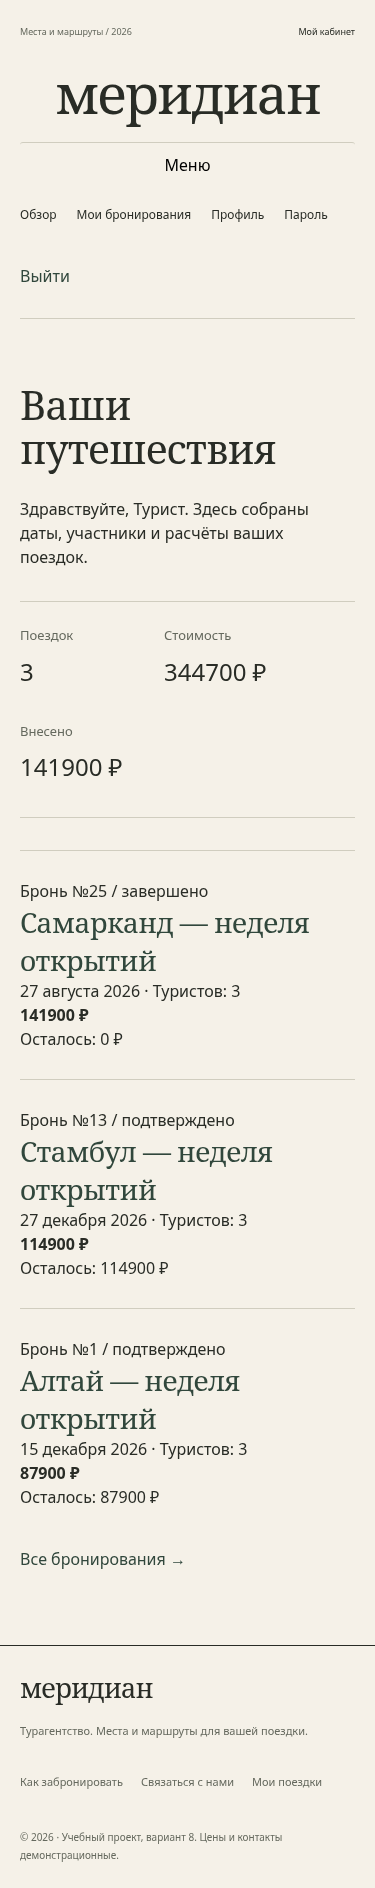 Места и маршруты / 2026
Мой кабинет
меридиан
Меню
Обзор Мои бронирования Профиль Пароль
Выйти
Ваши
путешествия
Здравствуйте, Турист. Здесь собраны
даты, участники и расчёты ваших
поездок.
Поездок
3
Стоимость
344700 ₽
Внесено
141900 ₽
Бронь №25 / завершено
Самарканд — неделя
открытий
27 августа 2026 · Туристов: 3
141900 ₽
Осталось: 0 ₽
Бронь №13 / подтверждено
Стамбул — неделя
открытий
27 декабря 2026 · Туристов: 3
114900 ₽
Осталось: 114900 ₽
Бронь №1 / подтверждено
Алтай — неделя
открытий
15 декабря 2026 · Туристов: 3
87900 ₽
Осталось: 87900 ₽
Все бронирования →
меридиан
Турагентство. Места и маршруты для вашей поездки.
Как забронировать Связаться с нами Мои поездки
© 2026 · Учебный проект, вариант 8. Цены и контакты
демонстрационные.